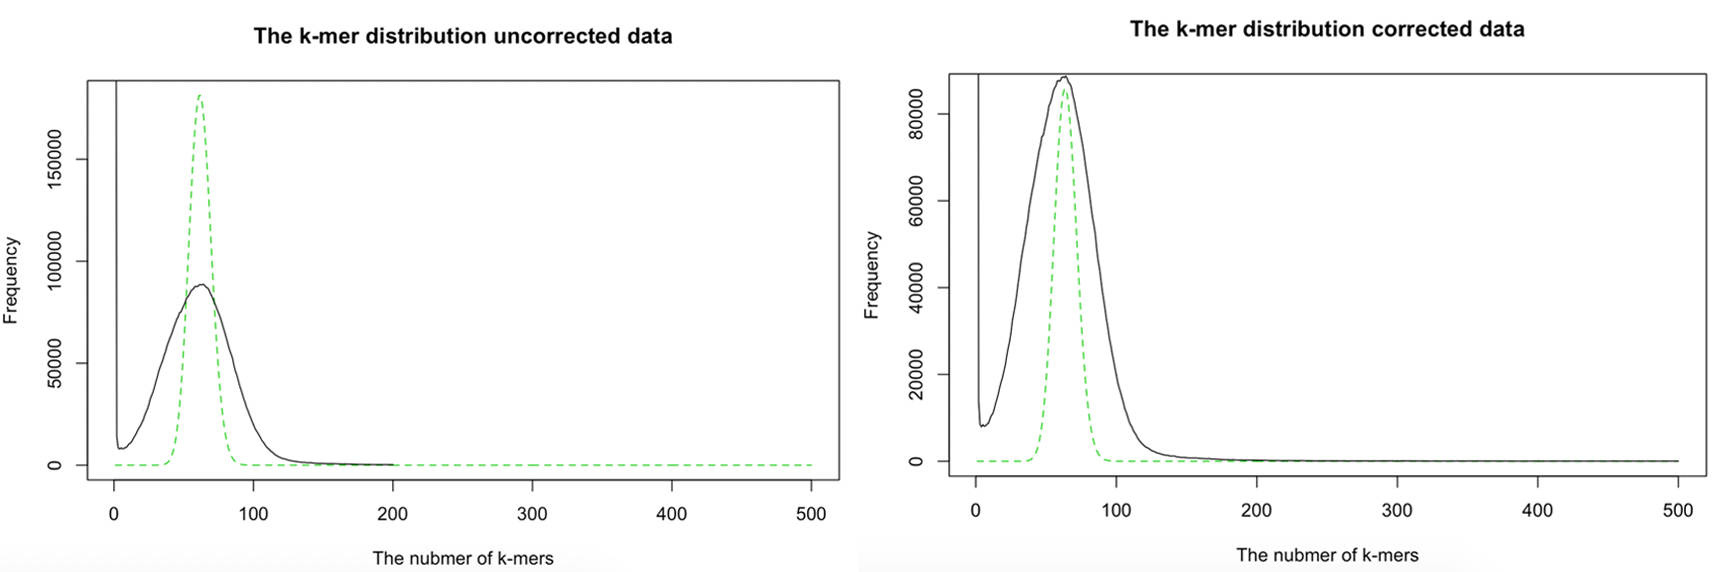 The k-mer distribution uncorrected data
Frequency
150000
100000
50000
0
0 100 200 300 400 500
The nubmer of k-mers
The k-mer distribution corrected data
Frequency
80000
60000
40000
20000
0
0 100 200 300 400 500
The nubmer of k-mers